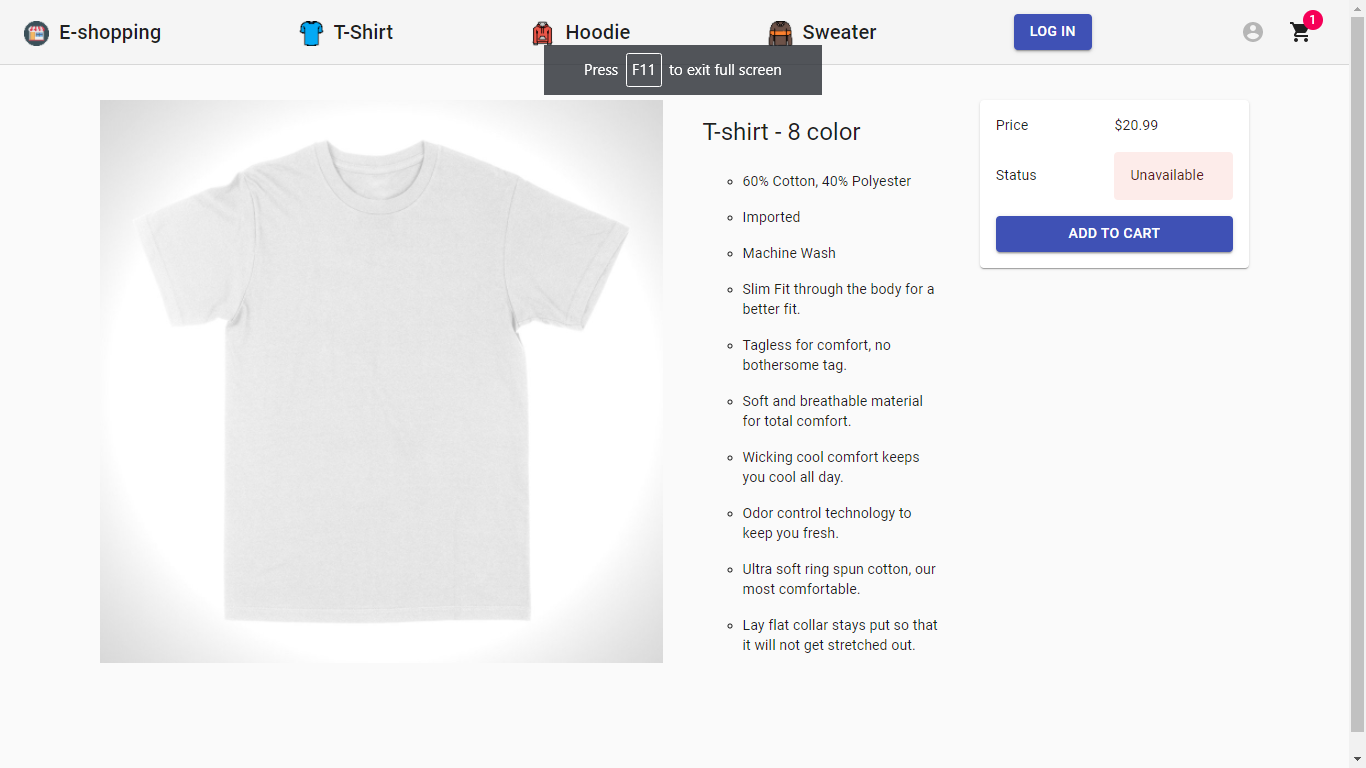 E-shopping
T-Shirt
Hoodie
Sweater
LOG IN
1
Press F11 to exit full screen
T-shirt - 8 color
60% Cotton, 40% Polyester
Imported
Machine Wash
Slim Fit through the body for a
better fit.
Tagless for comfort, no
bothersome tag.
Soft and breathable material
for total comfort.
Wicking cool comfort keeps
you cool all day.
Odor control technology to
keep you fresh.
Ultra soft ring spun cotton, our
most comfortable.
Lay flat collar stays put so that
it will not get stretched out.
Price
$20.99
Status
Unavailable
ADD TO CART